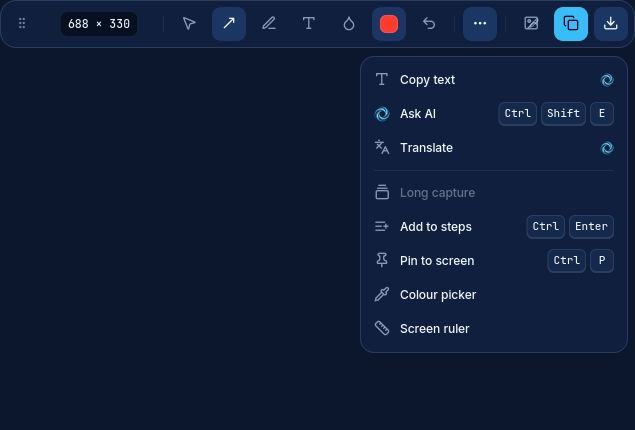 688 × 330
Copy text
Ask AI Ctrl Shift E
Translate
Long capture
Add to steps Ctrl Enter
Pin to screen Ctrl P
Colour picker
Screen ruler